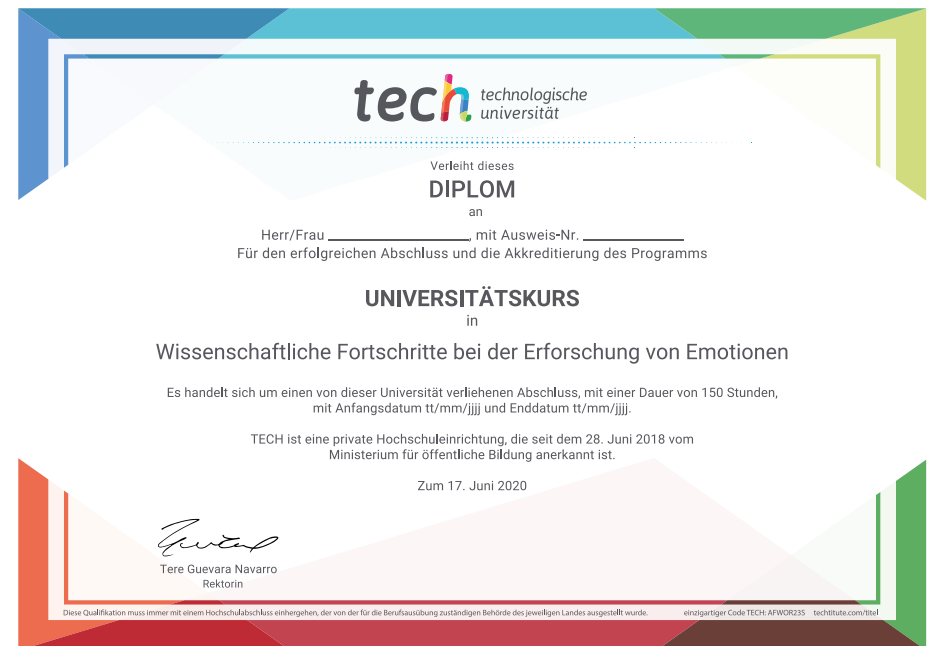 tech technologische
universität
Verleiht dieses
DIPLOM
an
Herr/Frau ____________________, mit Ausweis-Nr. ______________
Für den erfolgreichen Abschluss und die Akkreditierung des Programms
UNIVERSITÄTSKURS
in
Wissenschaftliche Fortschritte bei der Erforschung von Emotionen
Es handelt sich um einen von dieser Universität verliehenen Abschluss, mit einer Dauer von 150 Stunden,
mit Anfangsdatum tt/mm/jjjj und Enddatum tt/mm/jjjj.
TECH ist eine private Hochschuleinrichtung, die seit dem 28. Juni 2018 vom
Ministerium für öffentliche Bildung anerkannt ist.
Zum 17. Juni 2020
Tere Guevara Navarro
Rektorin
Diese Qualifikation muss immer mit einem Hochschulabschluss einhergehen, der von der für die Berufsausübung zuständigen Behörde des jeweiligen Landes ausgestellt wurde. einzigartiger Code TECH: AFWOR23S techtitute.com/titel